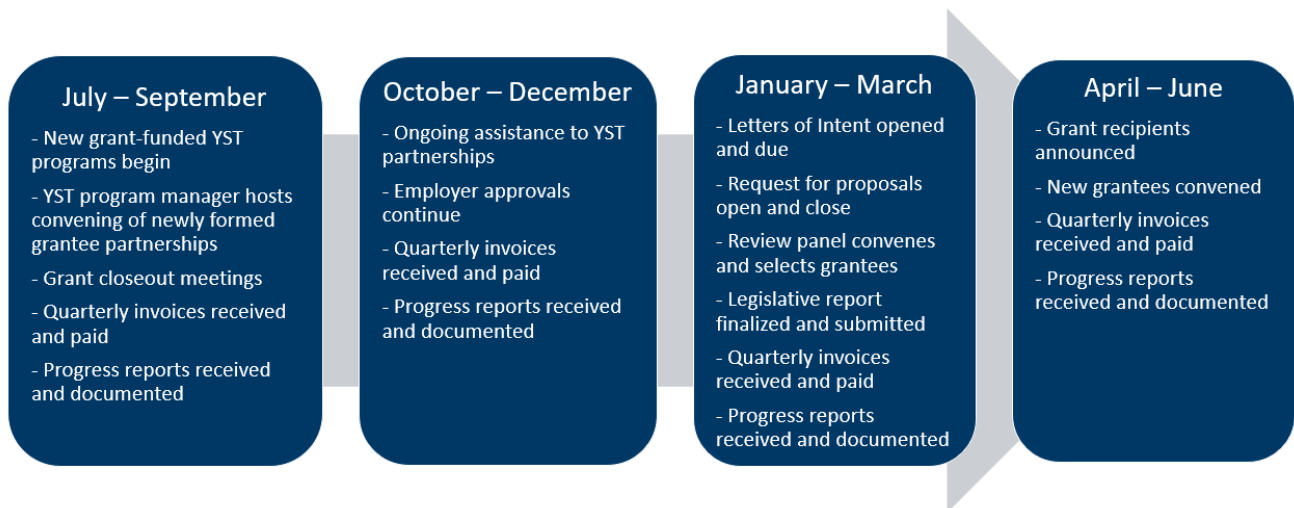 July – September
- New grant-funded YST
programs begin
- YST program manager hosts
convening of newly formed
grantee partnerships
- Grant closeout meetings
- Quarterly invoices received
and paid
- Progress reports received
and documented
October – December
- Ongoing assistance to YST
partnerships
- Employer approvals
continue
- Quarterly invoices
received and paid
- Progress reports received
and documented
January – March
- Letters of Intent opened
and due
- Request for proposals
open and close
- Review panel convenes
and selects grantees
- Legislative report
finalized and submitted
- Quarterly invoices
received and paid
- Progress reports
received and documented
April – June
- Grant recipients
announced
- New grantees convened
- Quarterly invoices
received and paid
- Progress reports
received and documented